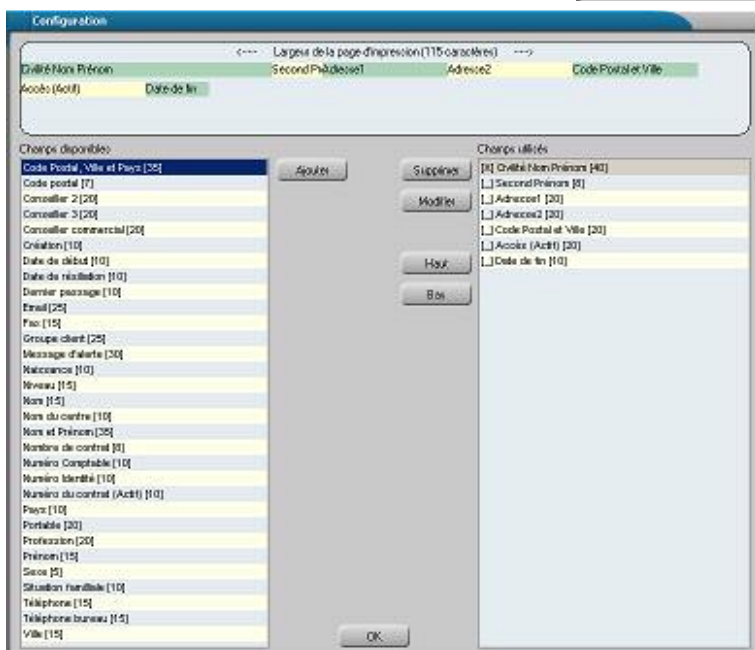 Configuration
<--- Largeur de la page d'impression (115 caractères) --->
Civilité Nom Prénom Second Pr Adresse1 Adresse2 Code Postal et Ville
Accès (Actif) Date de fin
Champs disponibles
Code Postal, Ville et Pays [35]
Code postal [7]
Conseiller 2 [20]
Conseiller 3 [20]
Conseiller commercial [20]
Création [10]
Date de début [10]
Date de résiliation [10]
Dernier passage [10]
Email [25]
Fax [15]
Groupe client [25]
Message d'alerte [30]
Naissance [10]
Niveau [15]
Nom [15]
Nom du centre [10]
Nom et Prénom [35]
Nombre de contrat [8]
Numéro Comptable [10]
Numéro Identité [10]
Numéro du contrat (Actif) [10]
Pays [10]
Portable [20]
Profession [20]
Prénom [15]
Sexe [5]
Situation familiale [10]
Téléphone [15]
Téléphone bureau [15]
Ville [15]
Ajouter
Supprimer
Modifier
Haut
Bas
OK
Champs utilisés
[X] Civilité Nom Prénom [40]
[_] Second Prénom [8]
[_] Adresse1 [20]
[_] Adresse2 [20]
[_] Code Postal et Ville [20]
[_] Accès (Actif) [20]
[_] Date de fin [10]